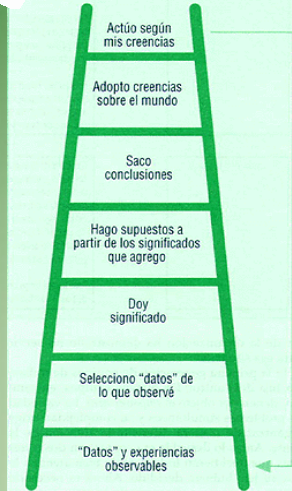 Actúo según
mis creencias
Adopto creencias
sobre el mundo
Saco
conclusiones
Hago supuestos a
partir de los significados
que agrego
Doy
significado
Selecciono “datos” de
lo que observé
“Datos” y experiencias
observables